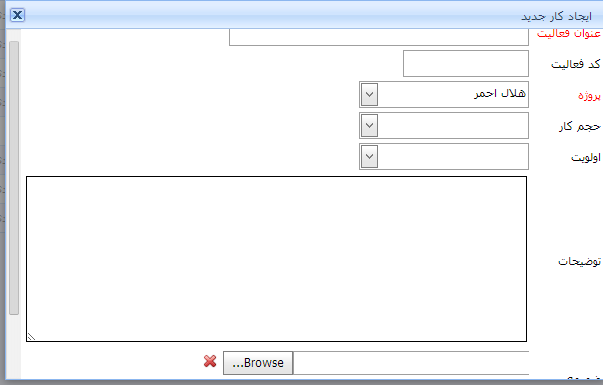 ایجاد کار جدید
عنوان فعالیت
کد فعالیت
پروژه هلال احمر
حجم کار
اولویت
توضیحات
Browse...